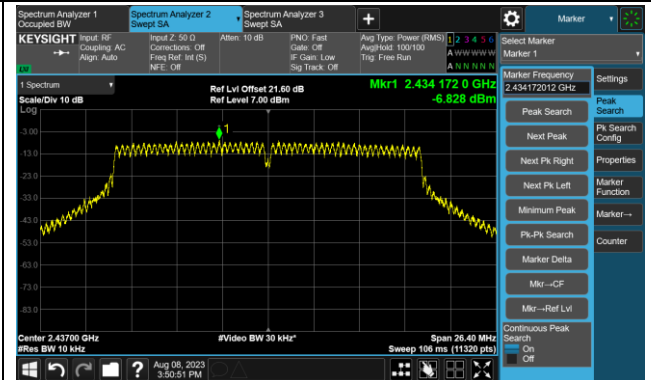 Spectrum Analyzer 1
Occupied BW
Spectrum Analyzer 2
Swept SA
Spectrum Analyzer 3
Swept SA
+
Marker
KEYSIGHT
Input: RF
Coupling: AC
Align: Auto
Input Z: 50 Ω
Corrections: Off
Freq Ref: Int (S)
NFE: Off
Atten: 10 dB
PNO: Fast
Gate: Off
IF Gain: Low
Sig Track: Off
Avg Type: Power (RMS)
Avg|Hold: 100/100
Trig: Free Run
1 2 3 4 5 6
A W W W W W
A N N N N N
Select Marker
Marker 1
1 Spectrum
Scale/Div 10 dB
Log
Ref Lvl Offset 21.60 dB
Ref Level 7.00 dBm
Mkr1 2.434 172 0 GHz
-6.828 dBm
1
-3.00
-13.0
-23.0
-33.0
-43.0
-53.0
-63.0
-73.0
-83.0
Center 2.43700 GHz
#Res BW 10 kHz
#Video BW 30 kHz*
Span 26.40 MHz
Sweep 106 ms (11320 pts)
Marker Frequency
2.434172012 GHz
Peak Search
Next Peak
Next Pk Right
Next Pk Left
Minimum Peak
Pk-Pk Search
Marker Delta
Mkr→CF
Mkr→Ref Lvl
Continuous Peak
Search
On
Off
Settings
Peak
Search
Pk Search
Config
Properties
Marker
Function
Marker→
Counter
?
Aug 08, 2023
3:50:51 PM